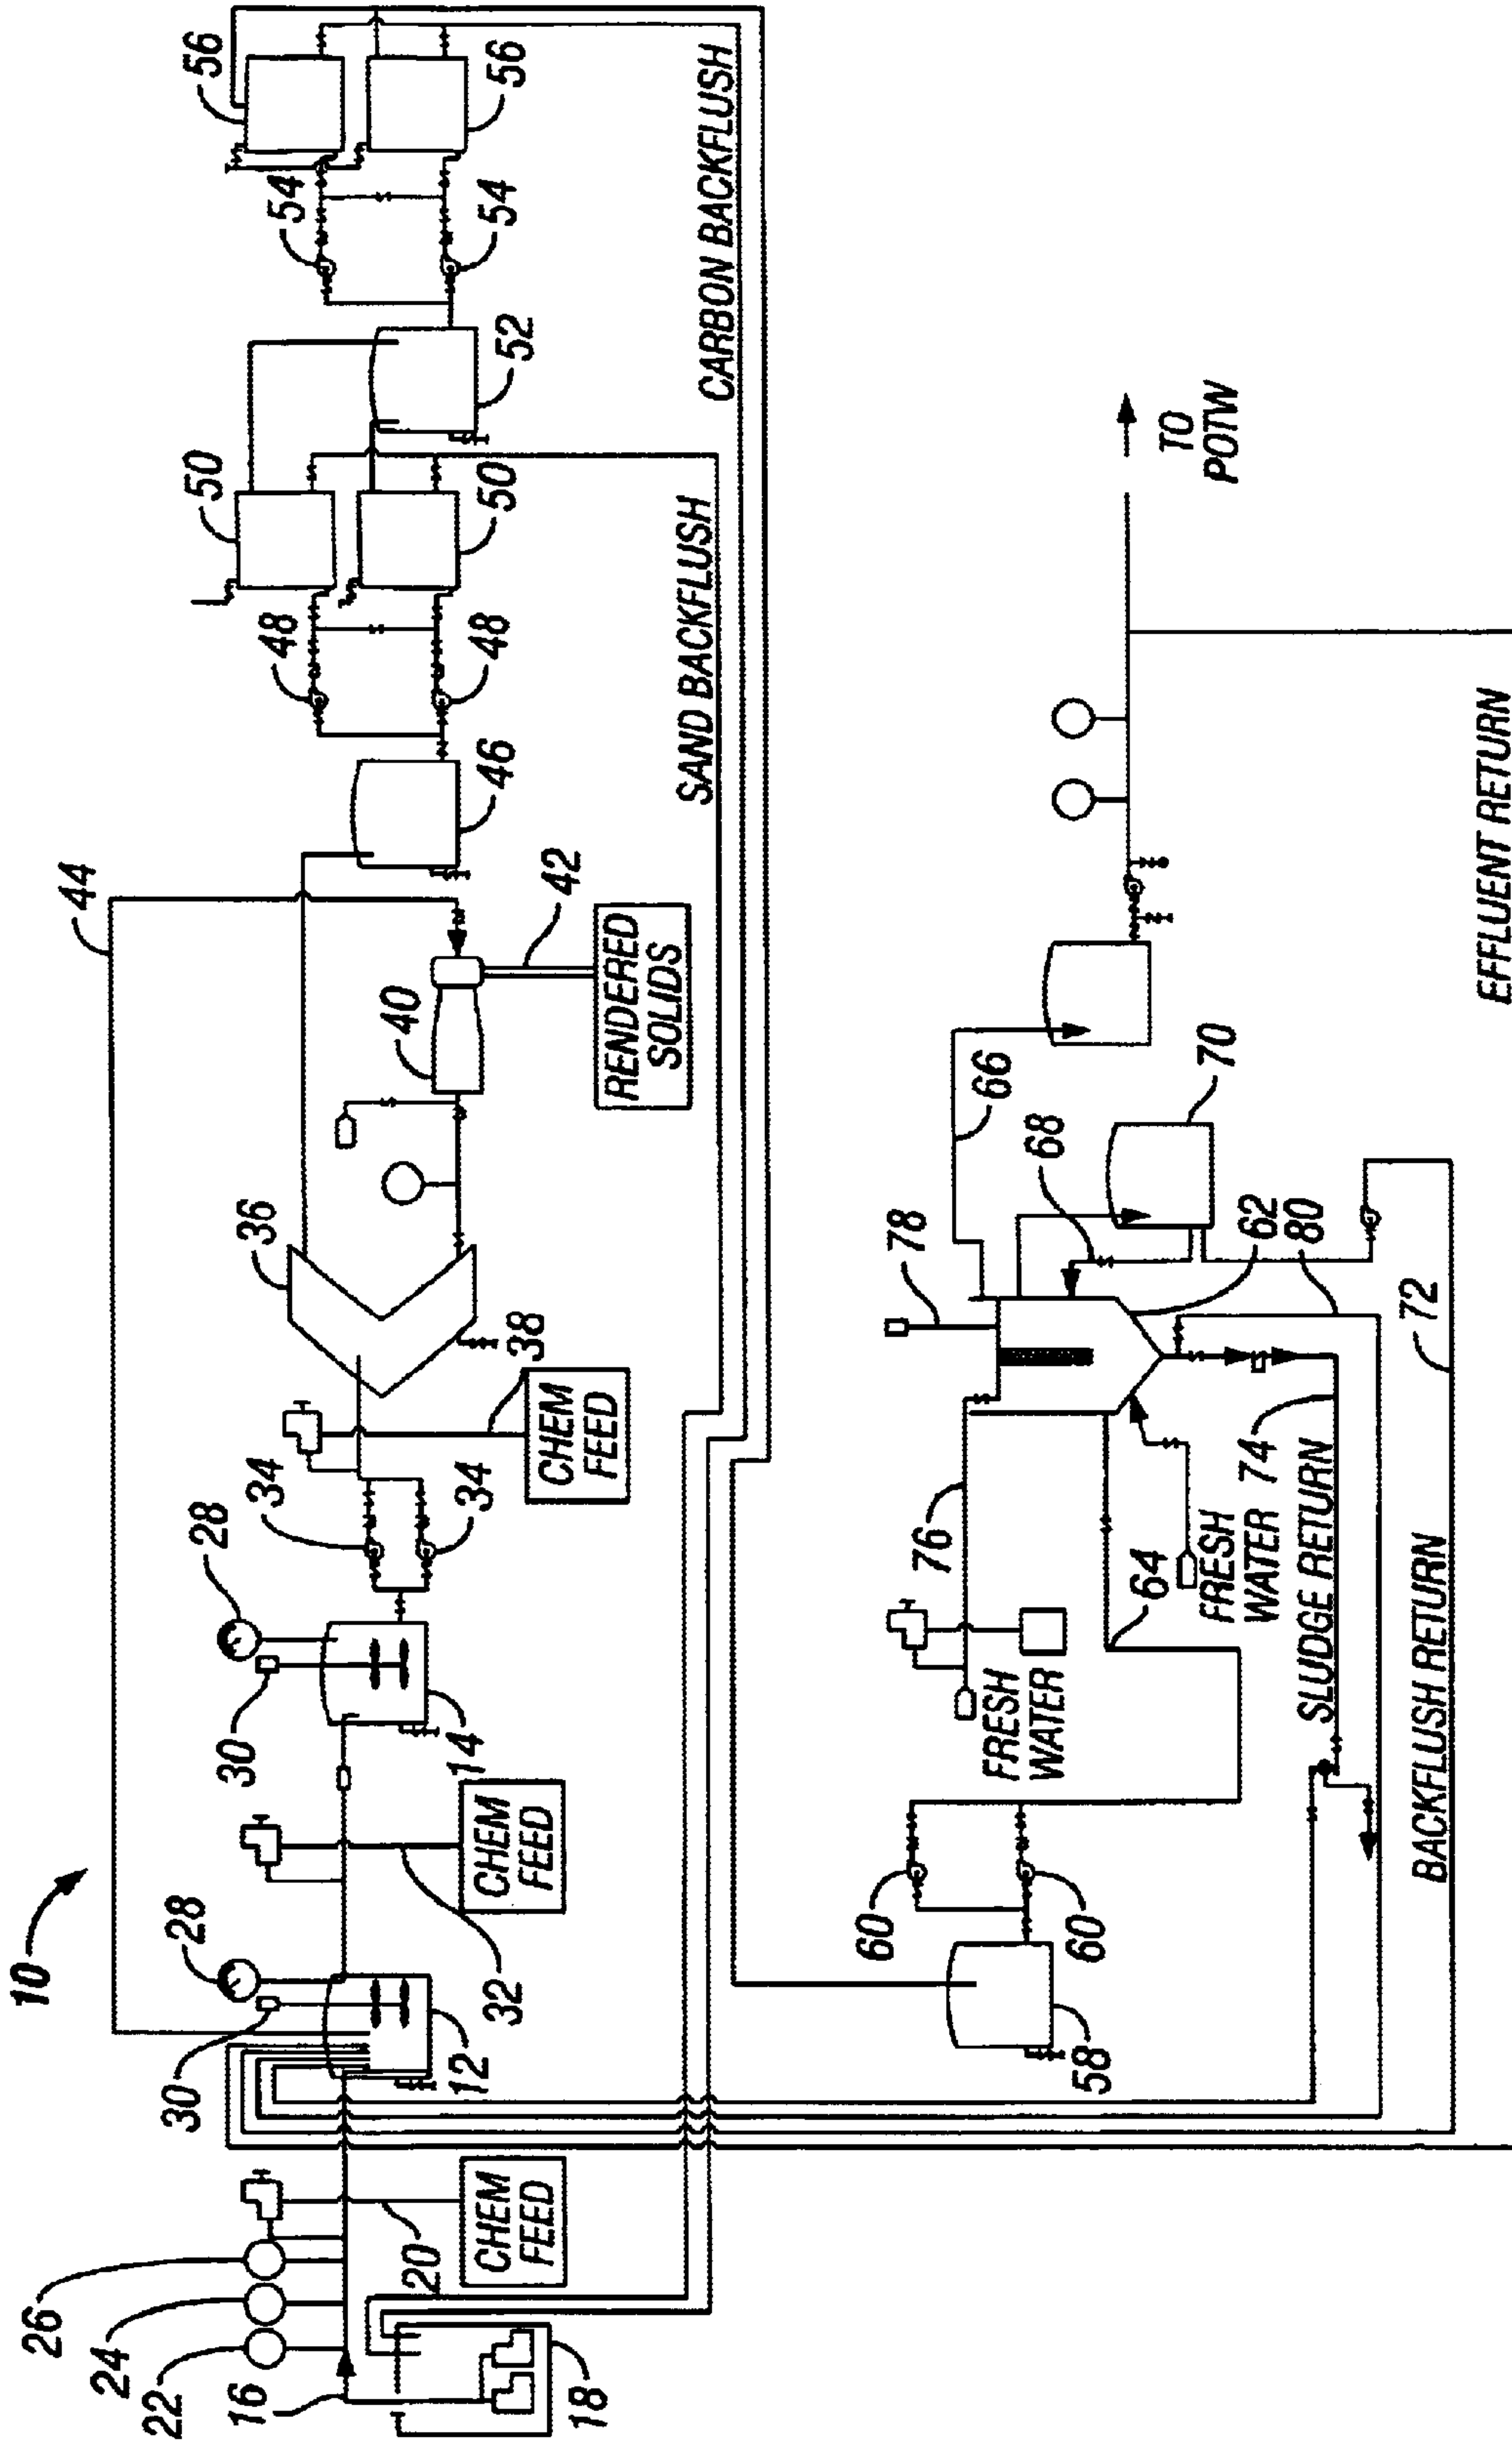 10
26
24
22
16
18
20
CHEM
FEED
28
30
12
32
CHEM
FEED
28
30
14
34
34
38
CHEM
FEED
36
38
44
40
42
RENDERED
SOLIDS
46
48
48
50
50
52
54
54
56
56
SAND BACKFLUSH
CARBON BACKFLUSH
58
60
60
FRESH
WATER
76
64
78
66
68
70
62
80
FRESH
WATER
74
SLUDGE RETURN
72
BACKFLUSH RETURN
TO
POTW
EFFLUENT RETURN